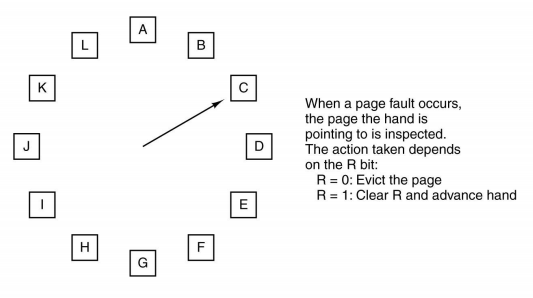 A
L
B
K
C
J
D
I
E
H
F
G
When a page fault occurs,
the page the hand is
pointing to is inspected.
The action taken depends
on the R bit:
R = 0: Evict the page
R = 1: Clear R and advance hand